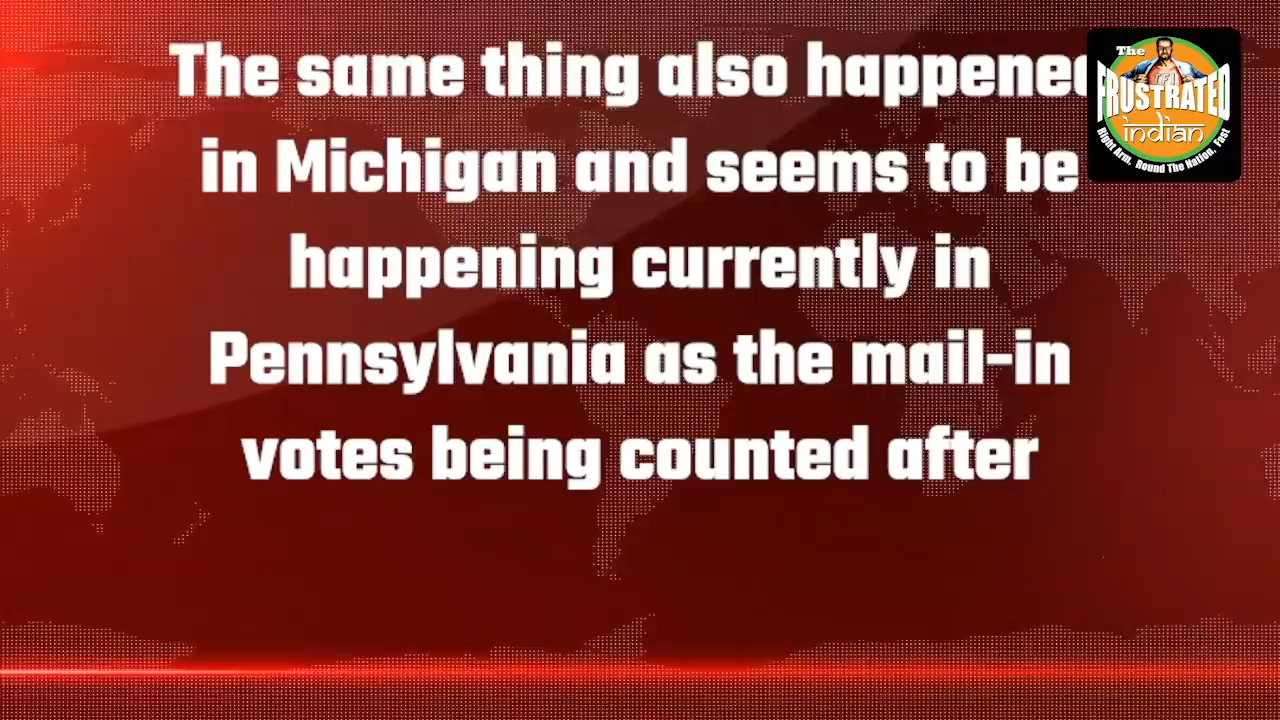 The same thing also happened
in Michigan and seems to be
happening currently in
Pennsylvania as the mail-in
votes being counted after
The
TFI
FRUSTRATED
indian
Right Arm, Round The Nation, Fast